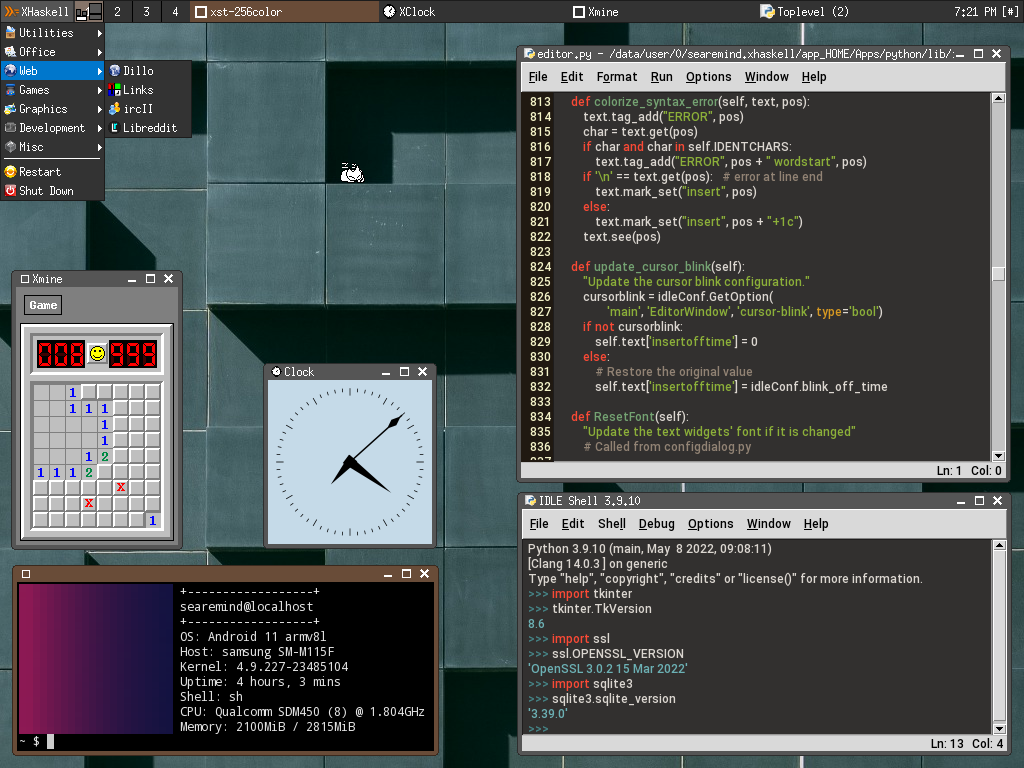 XHaskell 2 3 4 xst-256color XClock Xmine Toplevel (2) 7:21 PM [#]
Utilities
Office
Web
Games
Graphics
Development
Misc
Restart
Shut Down
Dillo
Links
ircII
Libreddit
editor.py - /data/user/0/searemind.xhaskell/app_HOME/Apps/python/lib/
File Edit Format Run Options Window Help
813 def colorize_syntax_error(self, text, pos):
814 text.tag_add("ERROR", pos)
815 char = text.get(pos)
816 if char and char in self.IDENTCHARS:
817 text.tag_add("ERROR", pos + " wordstart", pos)
818 if '\n' == text.get(pos): # error at line end
819 text.mark_set("insert", pos)
820 else:
821 text.mark_set("insert", pos + "+1c")
822 text.see(pos)
823
824 def update_cursor_blink(self):
825 "Update the cursor blink configuration."
826 cursorblink = idleConf.GetOption(
827 'main', 'EditorWindow', 'cursor-blink', type='bool')
828 if not cursorblink:
829 self.text['insertofftime'] = 0
830 else:
831 # Restore the original value
832 self.text['insertofftime'] = idleConf.blink_off_time
833
834 def ResetFont(self):
835 "Update the text widgets' font if it is changed"
836 # Called from configdialog.py
Ln: 1 Col: 0
Xmine
Game
008 999
1
1 1 1
1
1
1 2
1 1 1 2
X
X
1
Clock
+------------------+
searemind@localhost
+------------------+
OS: Android 11 armv8l
Host: samsung SM-M115F
Kernel: 4.9.227-23485104
Uptime: 4 hours, 3 mins
Shell: sh
CPU: Qualcomm SDM450 (8) @ 1.804GHz
Memory: 2100MiB / 2815MiB
~ $
IDLE Shell 3.9.10
File Edit Shell Debug Options Window Help
Python 3.9.10 (main, May  8 2022, 09:08:11)
[Clang 14.0.3 ] on generic
Type "help", "copyright", "credits" or "license()" for more information.
>>> import tkinter
>>> tkinter.TkVersion
8.6
>>> import ssl
>>> ssl.OPENSSL_VERSION
'OpenSSL 3.0.2 15 Mar 2022'
>>> import sqlite3
>>> sqlite3.sqlite_version
'3.39.0'
>>>
Ln: 13 Col: 4